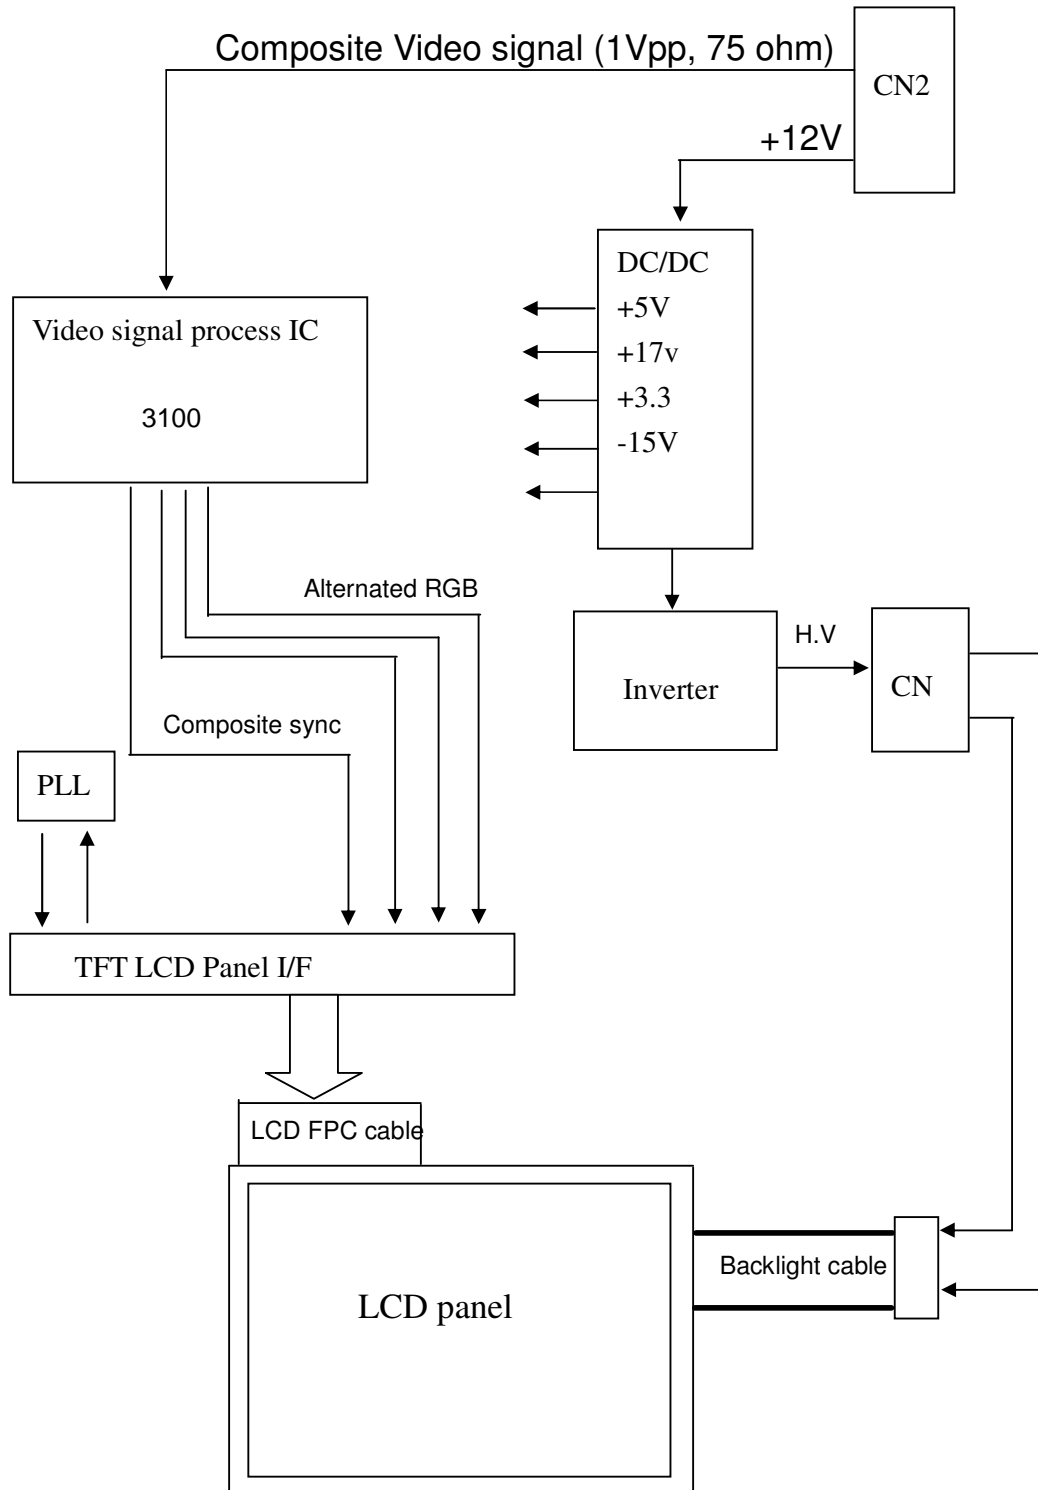 Composite Video signal (1Vpp, 75 ohm)
CN2
+12V
DC/DC
+5V
+17v
+3.3
-15V
Video signal process IC
3100
Alternated RGB
H.V
CN
Inverter
Composite sync
PLL
TFT LCD Panel I/F
LCD FPC cable
Backlight cable
LCD panel